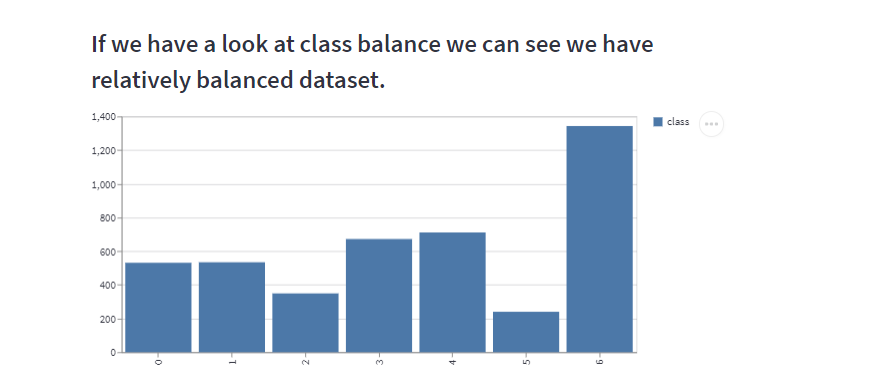 If we have a look at class balance we can see we have
relatively balanced dataset.
1,400
class
1,200
1,000
800
600
400
200
0
0 1 2 3 4 5 6